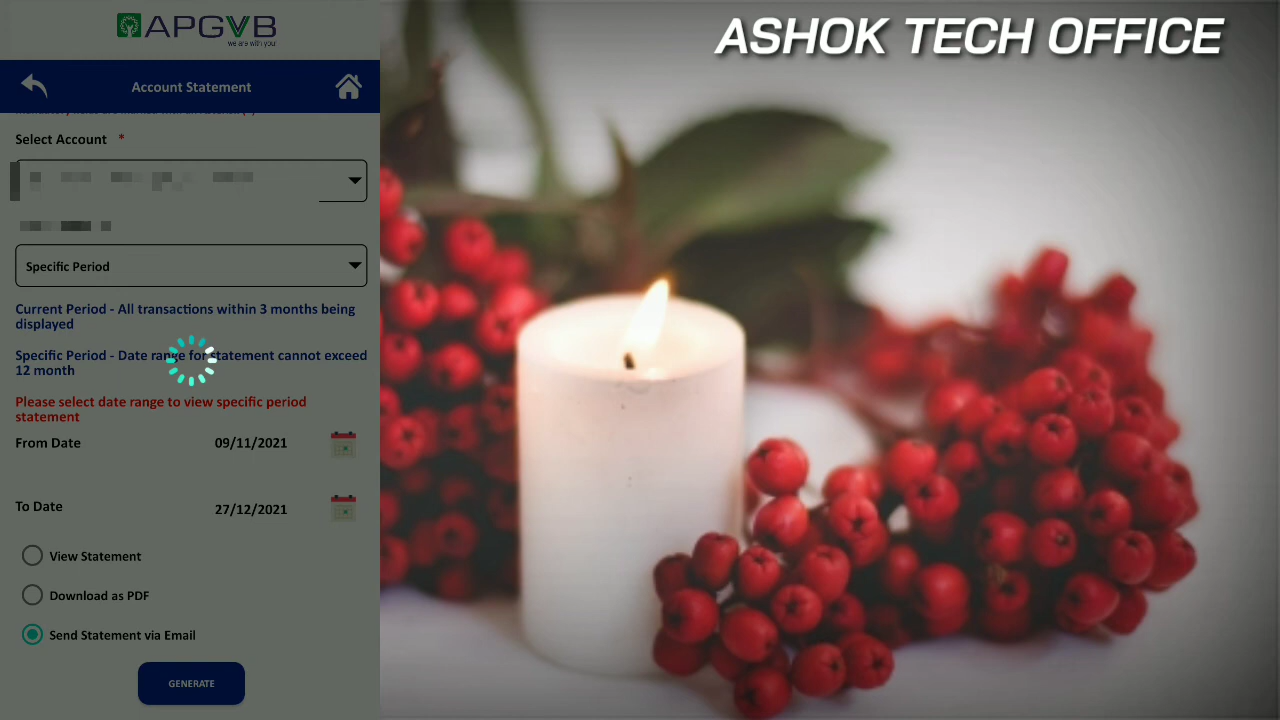 APGVB
we are with you!
Account Statement
Select Account *
Specific Period
Current Period - All transactions within 3 months being
displayed
Specific Period - Date range for statement cannot exceed
12 month
Please select date range to view specific period
statement
From Date 09/11/2021
To Date 27/12/2021
View Statement
Download as PDF
Send Statement via Email
GENERATE
ASHOK TECH OFFICE